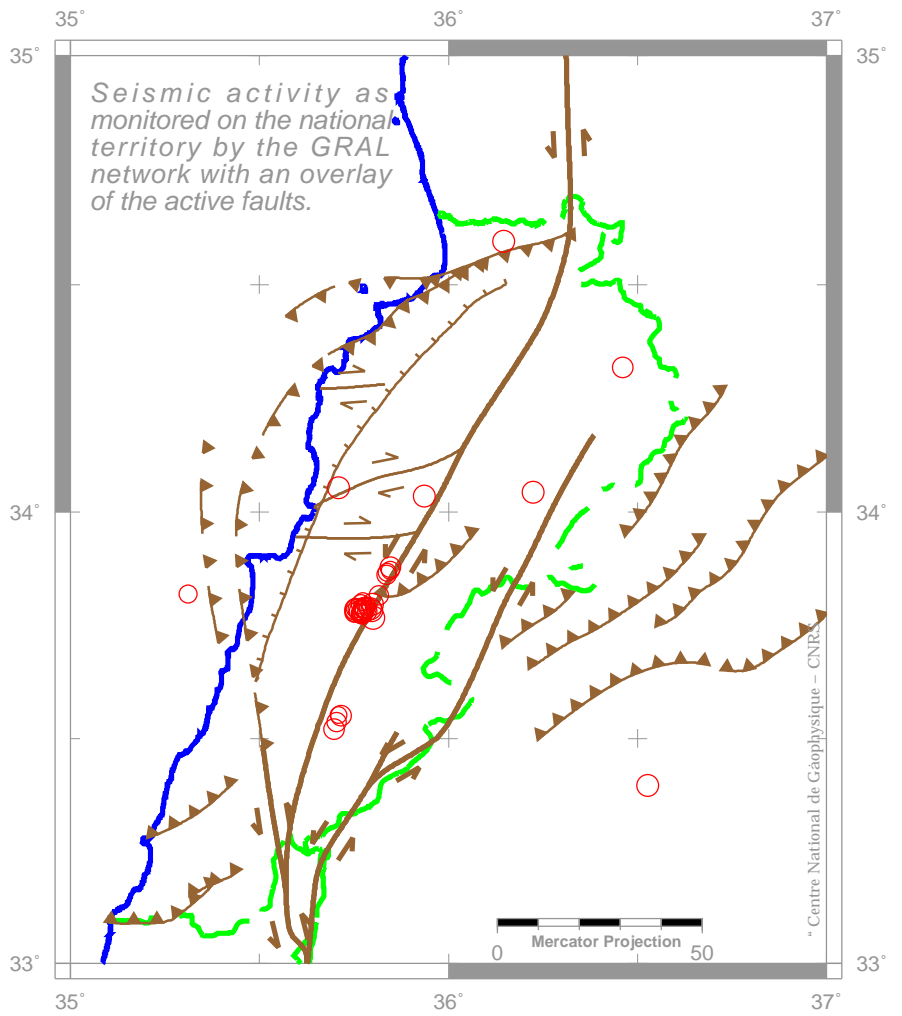 35° 36° 37°
35° 35°
Seismic activity as
monitored on the national
territory by the GRAL
network with an overlay
of the active faults.
34° 34°
“ Centre National de Géophysique – CNRS
Mercator Projection
0 50
33° 33°
35° 36° 37°